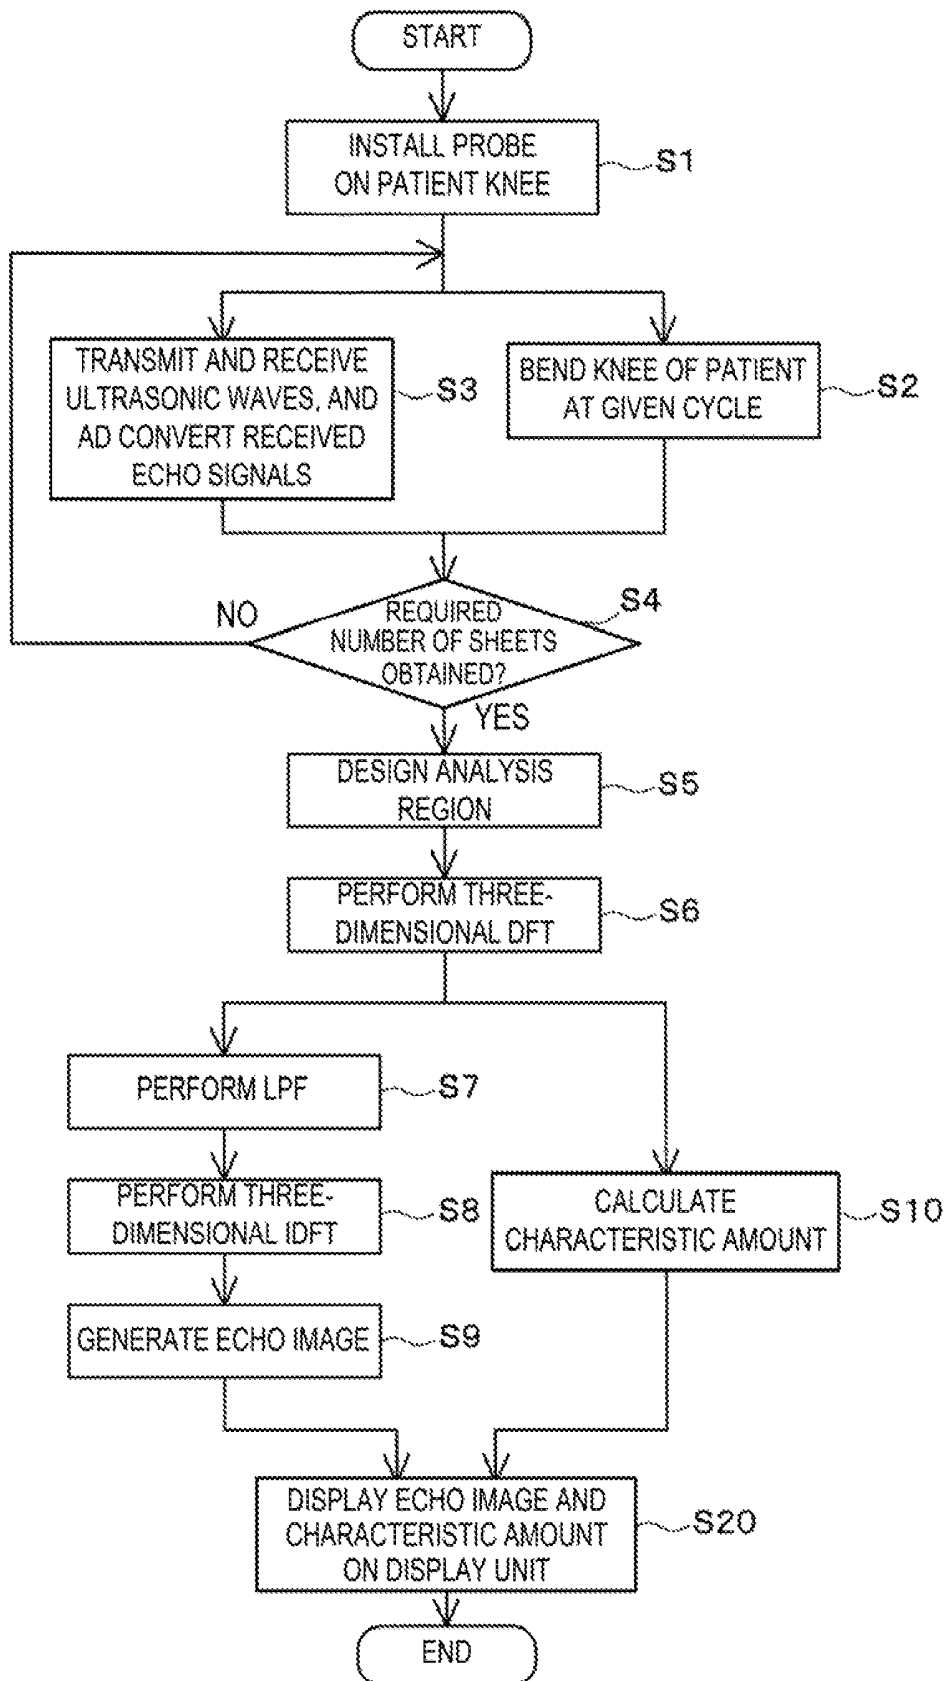 START
INSTALL PROBE
ON PATIENT KNEE
S1
TRANSMIT AND RECEIVE
ULTRASONIC WAVES, AND
AD CONVERT RECEIVED
ECHO SIGNALS
S3
BEND KNEE OF PATIENT
AT GIVEN CYCLE
S2
REQUIRED
NUMBER OF SHEETS
OBTAINED?
S4
NO
YES
DESIGN ANALYSIS
REGION
S5
PERFORM THREE-
DIMENSIONAL DFT
S6
PERFORM LPF
S7
PERFORM THREE-
DIMENSIONAL IDFT
S8
CALCULATE
CHARACTERISTIC AMOUNT
S10
GENERATE ECHO IMAGE
S9
DISPLAY ECHO IMAGE AND
CHARACTERISTIC AMOUNT
ON DISPLAY UNIT
S20
END